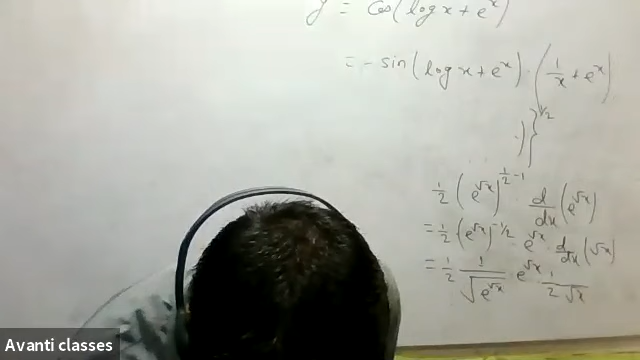 y = Cos(log x + e^x)
= - sin(log x + e^x) · (1/x + e^x)
)}^1/2
1/2 (e^√x)^(1/2 - 1) d/dx (e^√x)
= 1/2 (e^√x)^-1/2 e^√x d/dx (√x)
= 1/2 1/√(e^√x) e^√x 1/(2√x)
Avanti classes